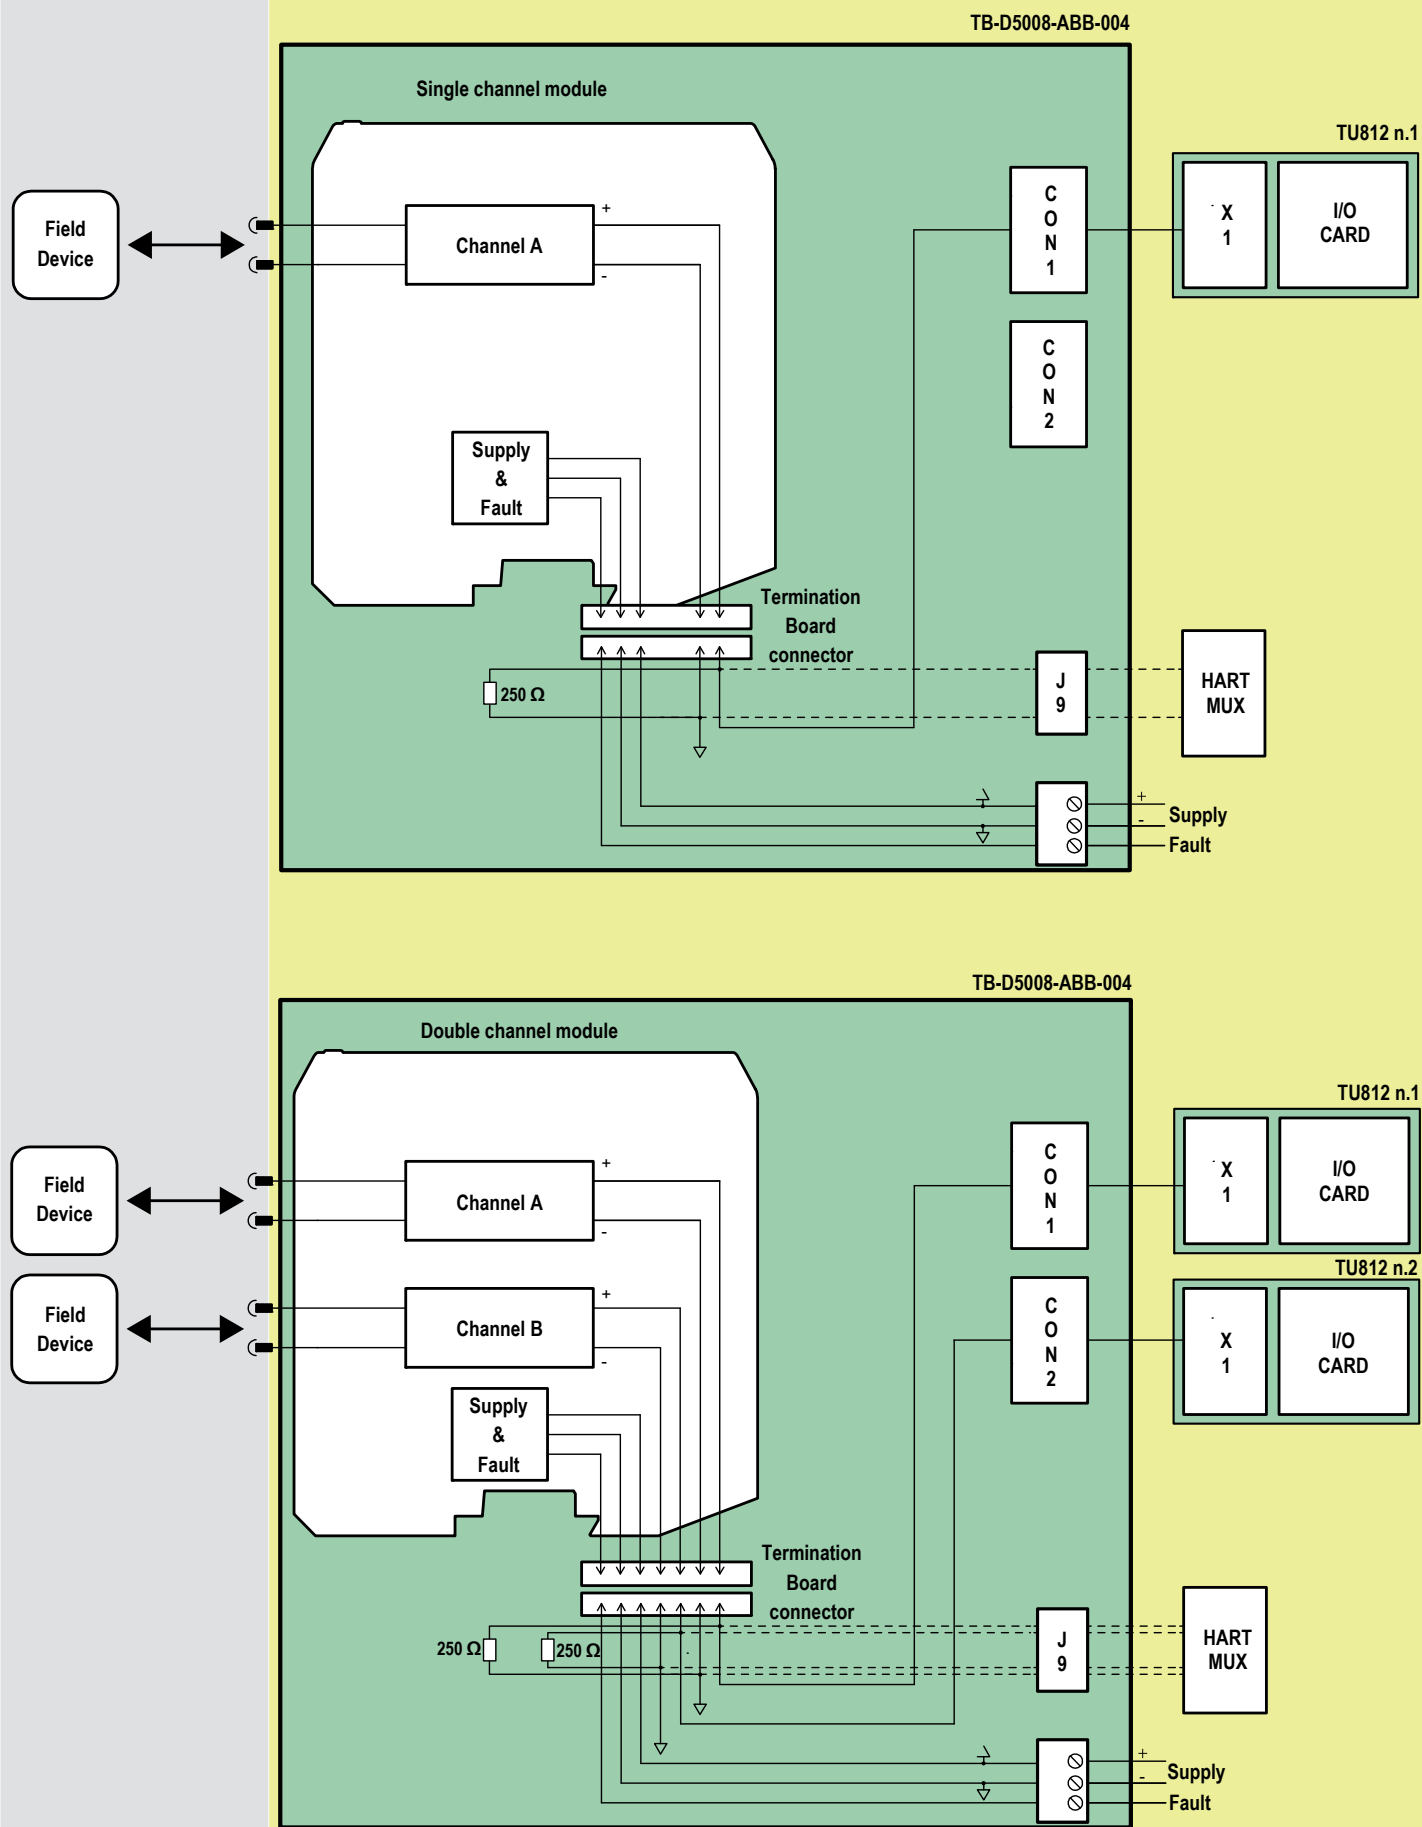 TB-D5008-ABB-004
Single channel module
TU812 n.1
Field
Device
+
Channel A
-
C
O
N
1
X
1
I/O
CARD
C
O
N
2
Supply
&
Fault
Termination
Board
connector
250 Ω
J
9
HART
MUX
+
Supply
-
Fault
TB-D5008-ABB-004
Double channel module
TU812 n.1
Field
Device
+
Channel A
-
C
O
N
1
X
1
I/O
CARD
TU812 n.2
Field
Device
+
Channel B
-
C
O
N
2
X
1
I/O
CARD
Supply
&
Fault
Termination
Board
connector
250 Ω
250 Ω
J
9
HART
MUX
+
Supply
-
Fault